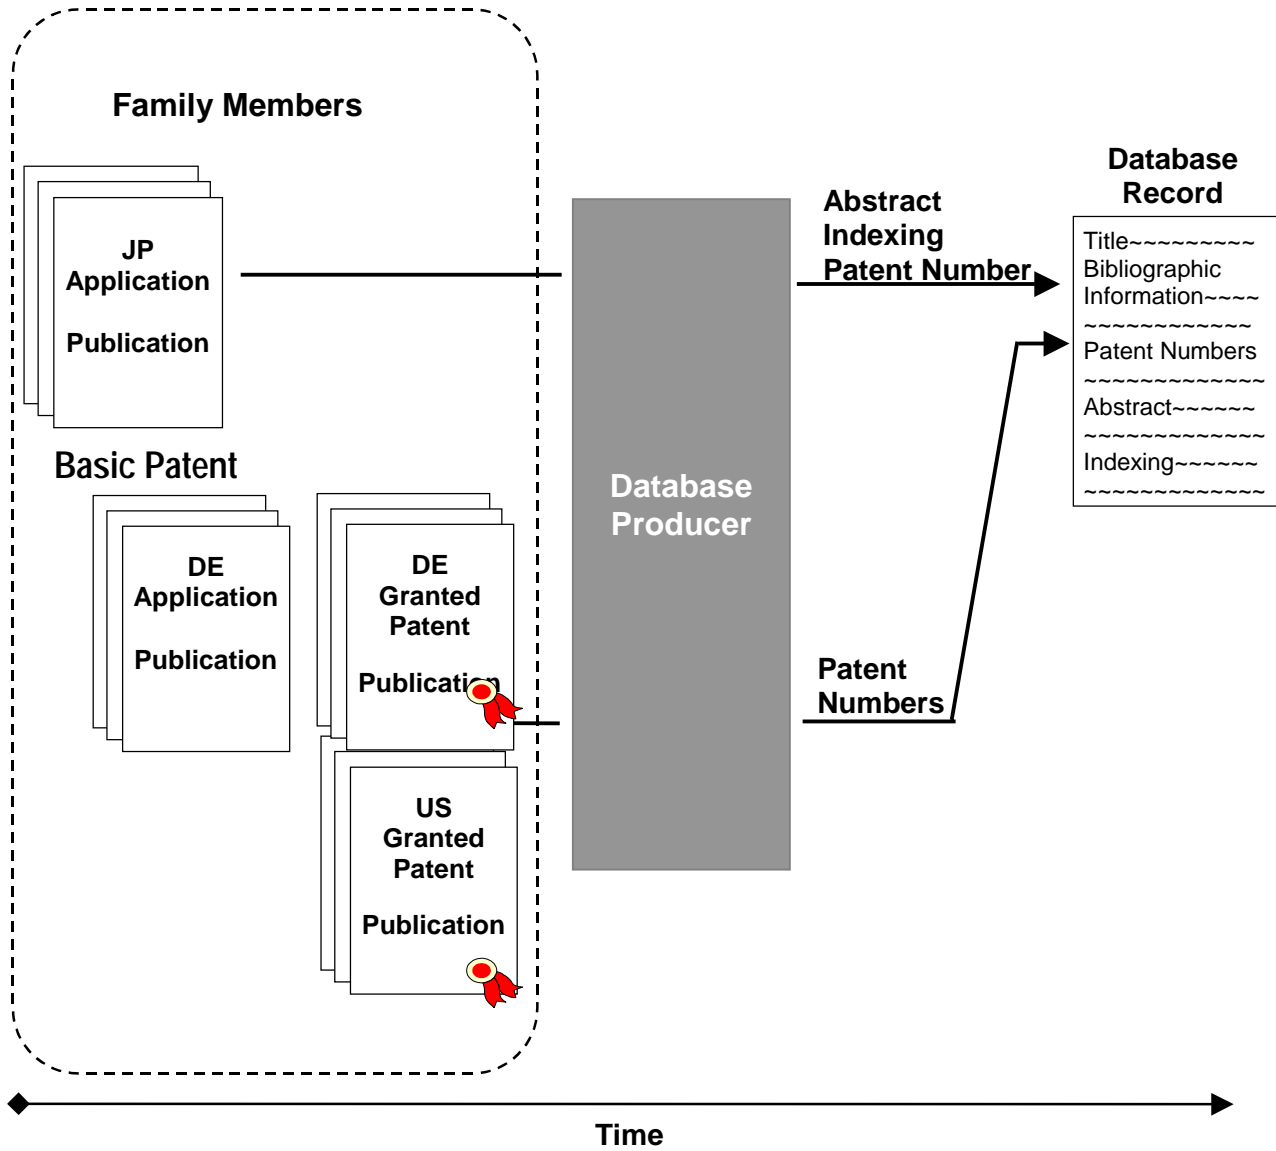 Family Members
JP
Application
Publication
Basic Patent
DE
Application
Publication
DE
Granted
Patent
Publication
US
Granted
Patent
Publication
Database
Producer
Abstract
Indexing
Patent Number
Patent
Numbers
Database
Record
Title~~~~~~~~~
Bibliographic
Information~~~~
~~~~~~~~~~~~
Patent Numbers
~~~~~~~~~~~~~
Abstract~~~~~~
~~~~~~~~~~~~~
Indexing~~~~~~
~~~~~~~~~~~~~
Time